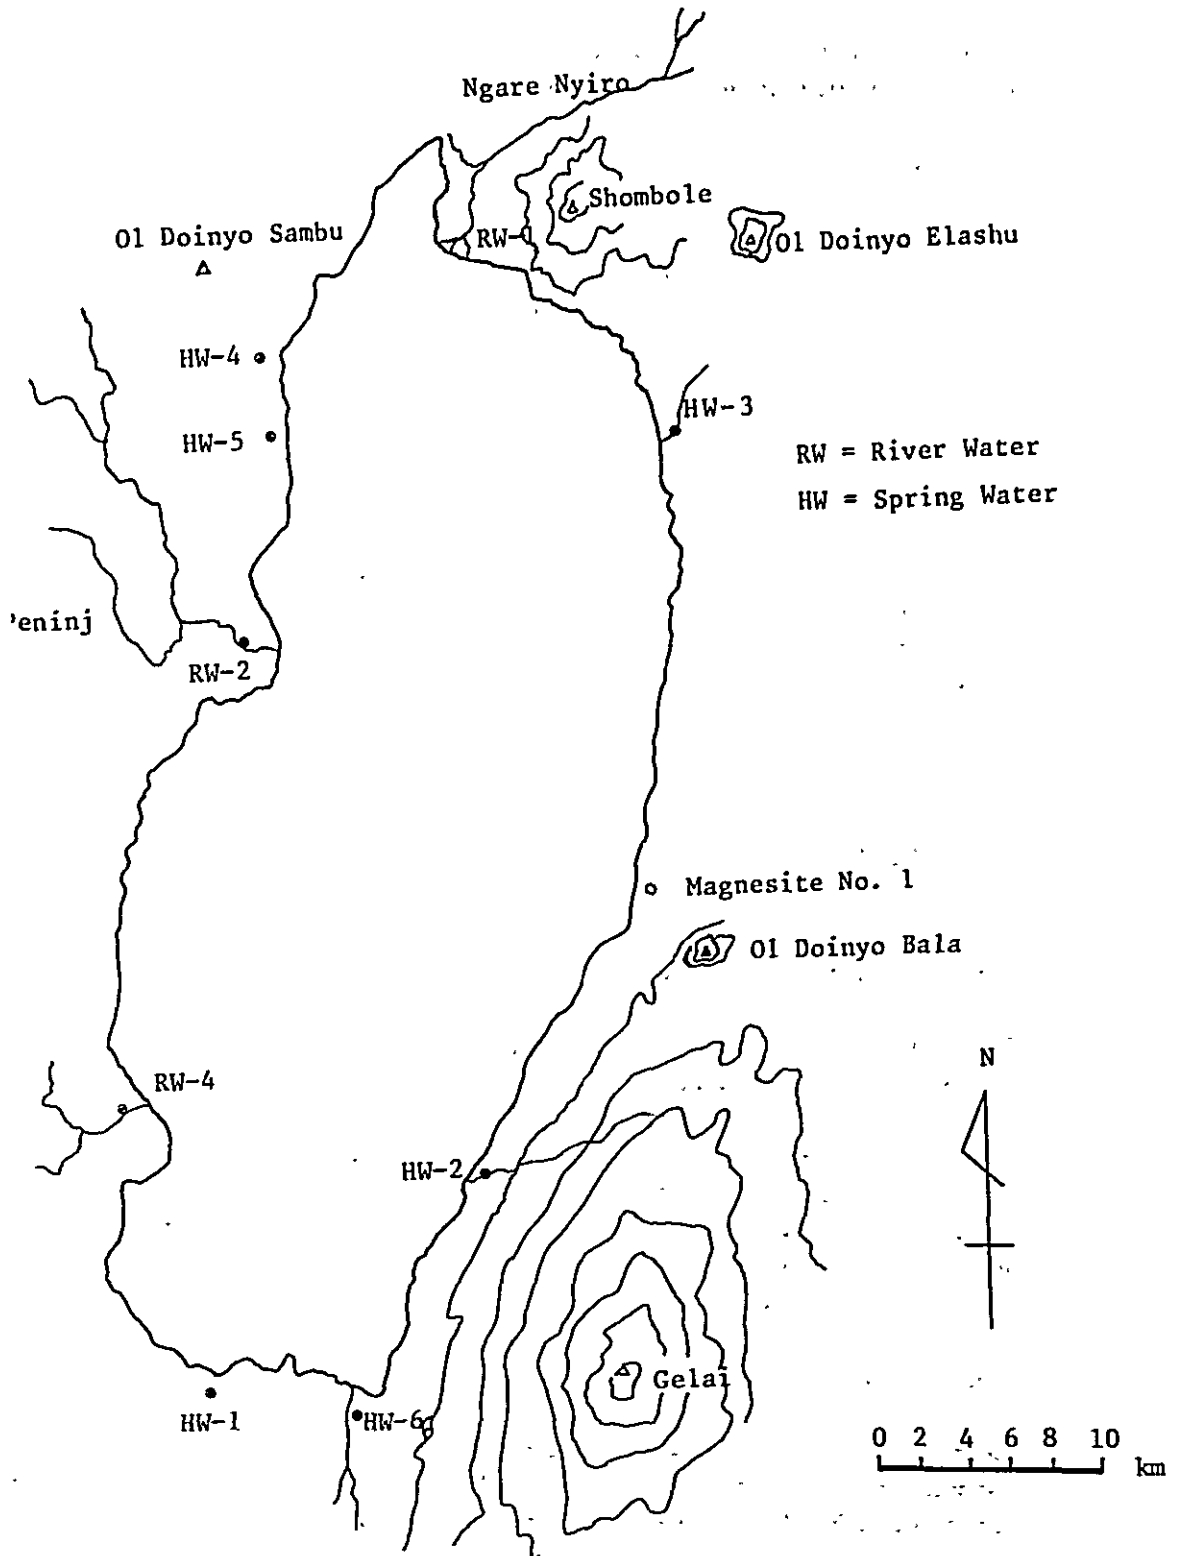 Ngare Nyiro
Shombole
Ol Doinyo Sambu
RW-1
Ol Doinyo Elashu
HW-4
HW-3
HW-5
RW = River Water
HW = Spring Water
'eninj
RW-2
Magnesite No. 1
Ol Doinyo Bala
N
RW-4
HW-2
Gelai
HW-1
HW-6
0 2 4 6 8 10
km